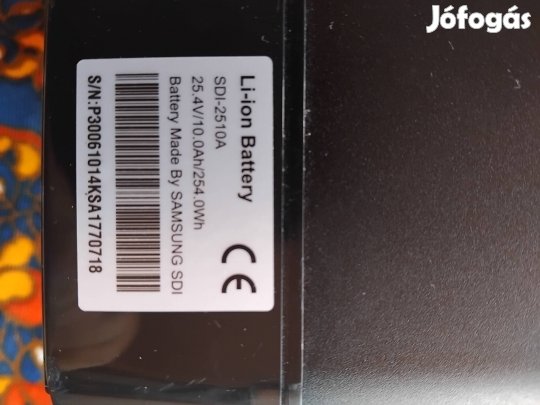 Jófogás
Li-ion Battery
SDI-2510A
25.4V/10.0Ah/254.0Wh
Battery Made By SAMSUNG SDI
CE
S/N:P30061014KSA1770718